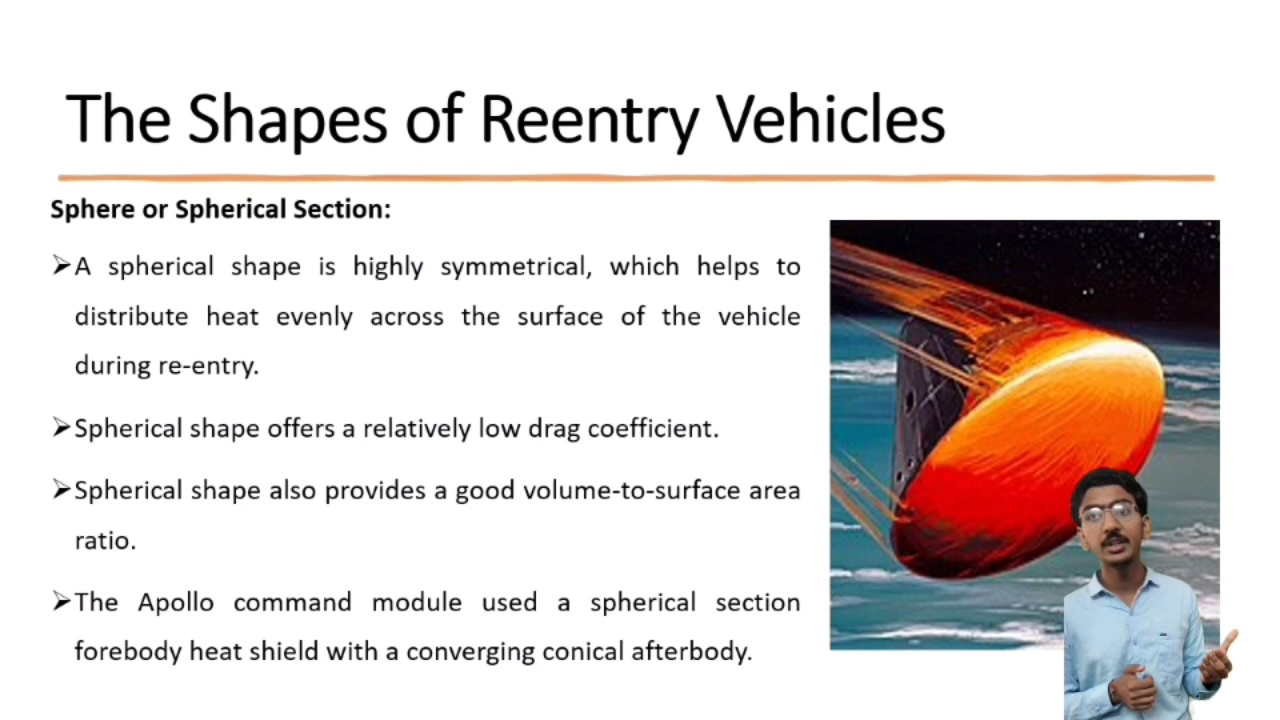 The Shapes of Reentry Vehicles
Sphere or Spherical Section:
➢A spherical shape is highly symmetrical, which helps to
distribute heat evenly across the surface of the vehicle
during re-entry.
➢Spherical shape offers a relatively low drag coefficient.
➢Spherical shape also provides a good volume-to-surface area
ratio.
➢The Apollo command module used a spherical section
forebody heat shield with a converging conical afterbody.